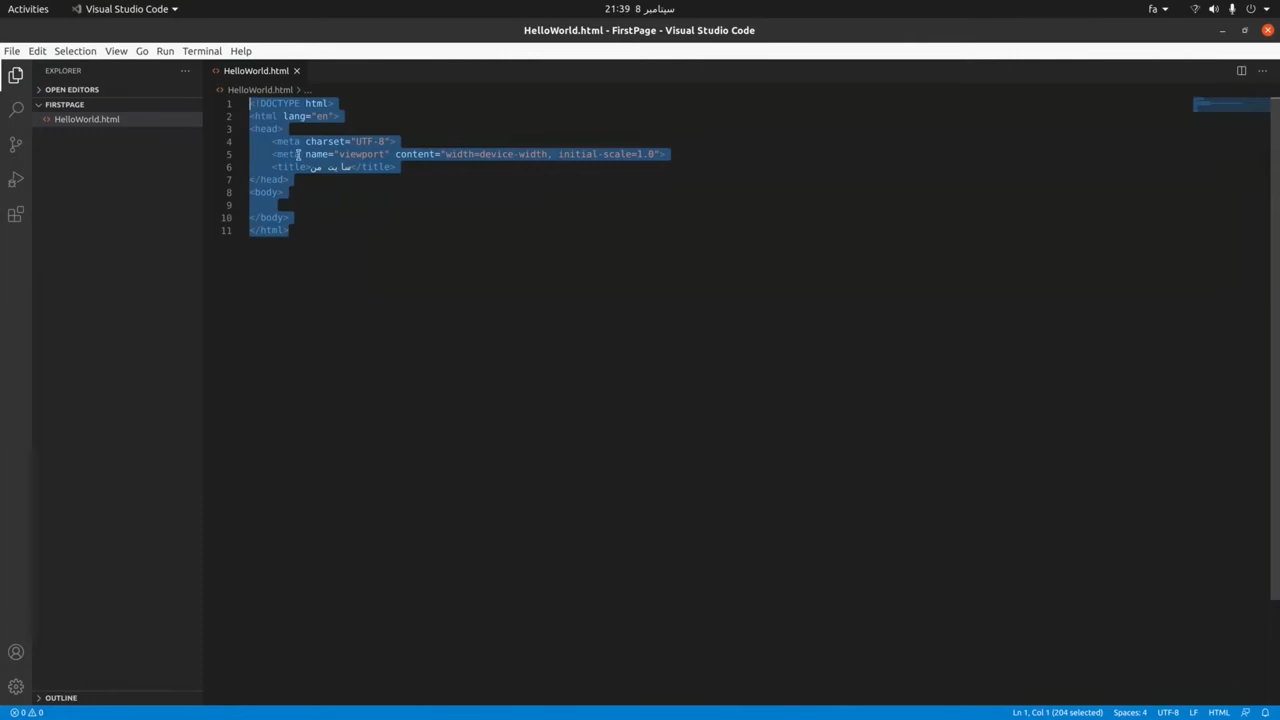 Activities
Visual Studio Code
21:39 8 سپتامبر
fa
HelloWorld.html - FirstPage - Visual Studio Code
File Edit Selection View Go Run Terminal Help
EXPLORER
OPEN EDITORS
FIRSTPAGE
HelloWorld.html
OUTLINE
HelloWorld.html
HelloWorld.html > ...
1 <!DOCTYPE html>
2 <html lang="en">
3 <head>
4 <meta charset="UTF-8">
5 <meta name="viewport" content="width=device-width, initial-scale=1.0">
6 <title>سایت من</title>
7 </head>
8 <body>
9
10 </body>
11 </html>
0 0
Ln 1, Col 1 (204 selected) Spaces: 4 UTF-8 LF HTML